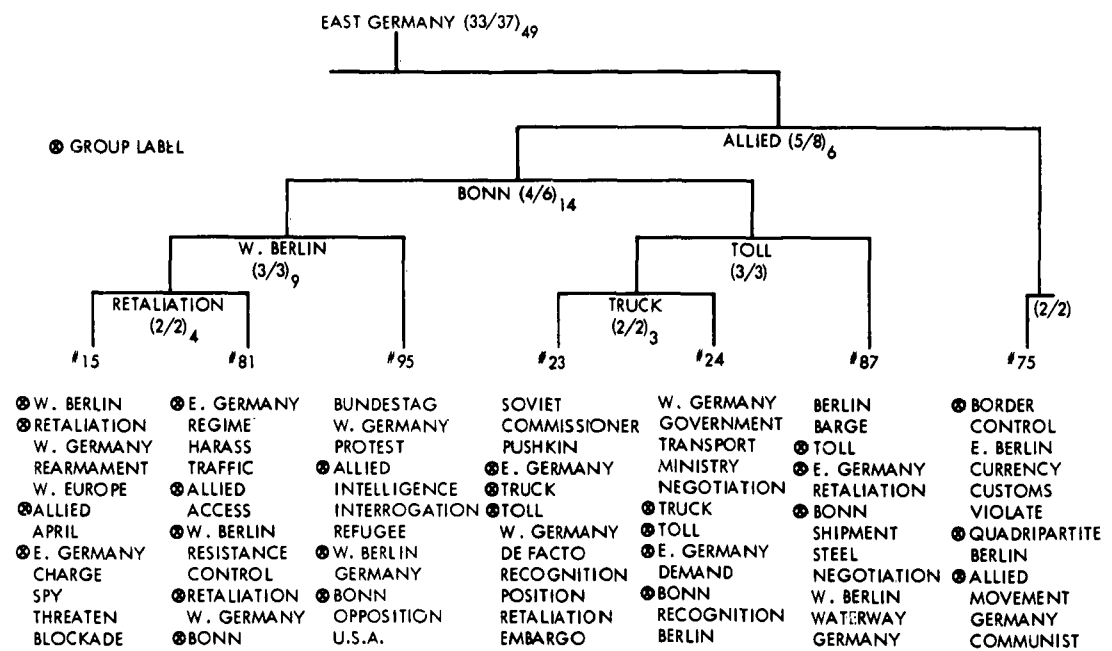 EAST GERMANY (33/37)49
⊗ GROUP LABEL
ALLIED (5/8)6
BONN (4/6)14
W. BERLIN
(3/3)9
TOLL
(3/3)
RETALIATION
(2/2)4
TRUCK
(2/2)3
(2/2)
#15
#81
#95
#23
#24
#87
#75
⊗ W. BERLIN
⊗ RETALIATION
W. GERMANY
REARMAMENT
W. EUROPE
⊗ ALLIED
APRIL
⊗ E. GERMANY
CHARGE
SPY
THREATEN
BLOCKADE
⊗ E. GERMANY
REGIME
HARASS
TRAFFIC
⊗ ALLIED
ACCESS
⊗ W. BERLIN
RESISTANCE
CONTROL
⊗ RETALIATION
W. GERMANY
⊗ BONN
BUNDESTAG
W. GERMANY
PROTEST
⊗ ALLIED
INTELLIGENCE
INTERROGATION
REFUGEE
⊗ W. BERLIN
GERMANY
⊗ BONN
OPPOSITION
U.S.A.
SOVIET
COMMISSIONER
PUSHKIN
⊗ E. GERMANY
⊗ TRUCK
⊗ TOLL
W. GERMANY
DE FACTO
RECOGNITION
POSITION
RETALIATION
EMBARGO
W. GERMANY
GOVERNMENT
TRANSPORT
MINISTRY
NEGOTIATION
⊗ TRUCK
⊗ TOLL
⊗ E. GERMANY
DEMAND
⊗ BONN
RECOGNITION
BERLIN
BERLIN
BARGE
⊗ TOLL
⊗ E. GERMANY
RETALIATION
⊗ BONN
SHIPMENT
STEEL
NEGOTIATION
W. BERLIN
WATERWAY
GERMANY
⊗ BORDER
CONTROL
E. BERLIN
CURRENCY
CUSTOMS
VIOLATE
⊗ QUADRIPARTITE
BERLIN
⊗ ALLIED
MOVEMENT
GERMANY
COMMUNIST